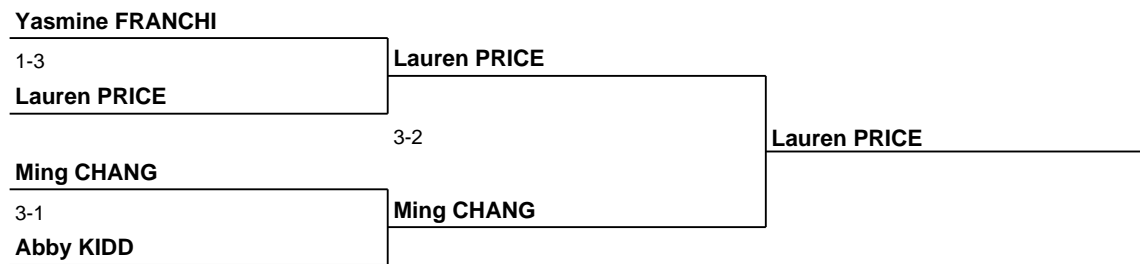 Yasmine FRANCHI
1-3
Lauren PRICE
Lauren PRICE
3-2
Lauren PRICE
Ming CHANG
3-1
Ming CHANG
Abby KIDD